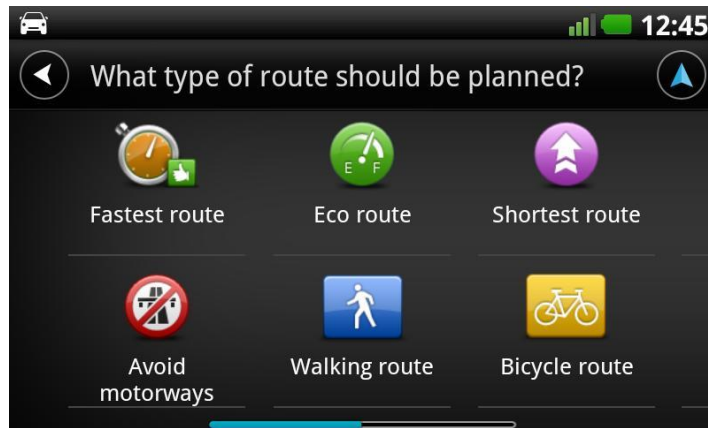 12:45
What type of route should be planned?
E F
Fastest route
Eco route
Shortest route
Avoid
motorways
Walking route
Bicycle route